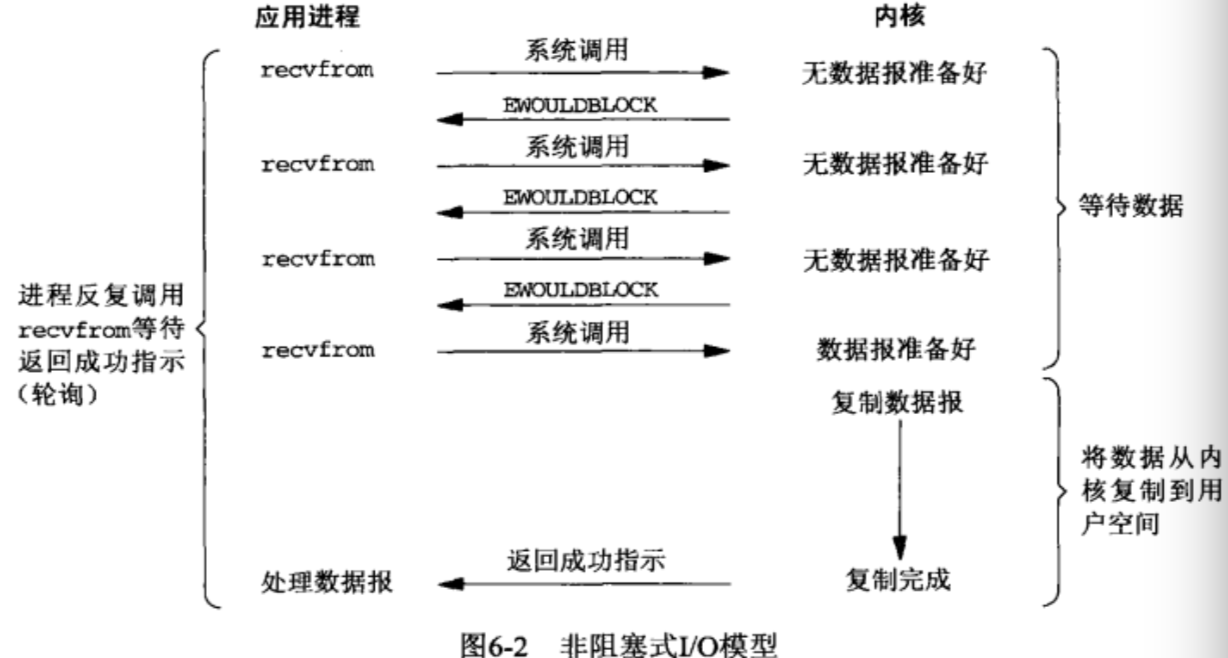 应用进程
内核
recvfrom
系统调用
无数据报准备好
EWOULDBLOCK
recvfrom
系统调用
无数据报准备好
EWOULDBLOCK
recvfrom
系统调用
无数据报准备好
EWOULDBLOCK
recvfrom
系统调用
数据报准备好
等待数据
进程反复调用
recvfrom等待
返回成功指示
（轮询）
复制数据报
将数据从内
核复制到用
户空间
处理数据报
返回成功指示
复制完成
图6-2 非阻塞式I/O模型